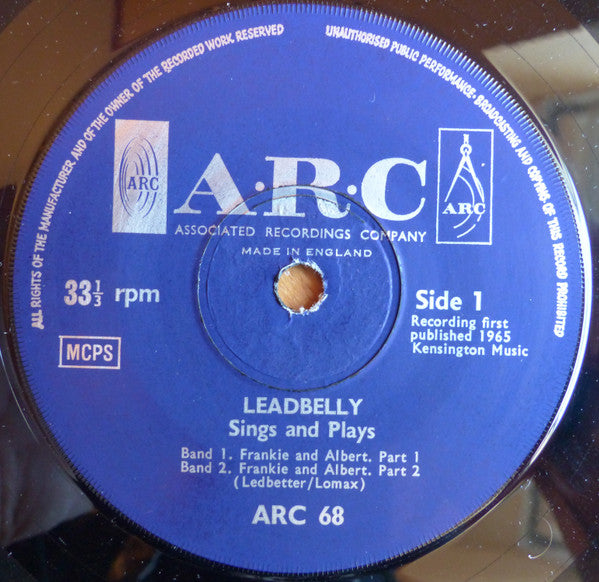 ALL RIGHTS OF THE MANUFACTURER AND OF THE OWNER OF THE RECORDED WORK RESERVED
UNAUTHORISED PUBLIC PERFORMANCE · BROADCASTING AND COPYING OF THIS RECORD PROHIBITED
ARC
A·R·C
ARC
ASSOCIATED RECORDINGS COMPANY
MADE IN ENGLAND
33 1/3 rpm
Side 1
Recording first
published 1965
Kensington Music
MCPS
LEADBELLY
Sings and Plays
Band 1. Frankie and Albert. Part 1
Band 2. Frankie and Albert. Part 2
(Ledbetter/Lomax)
ARC 68